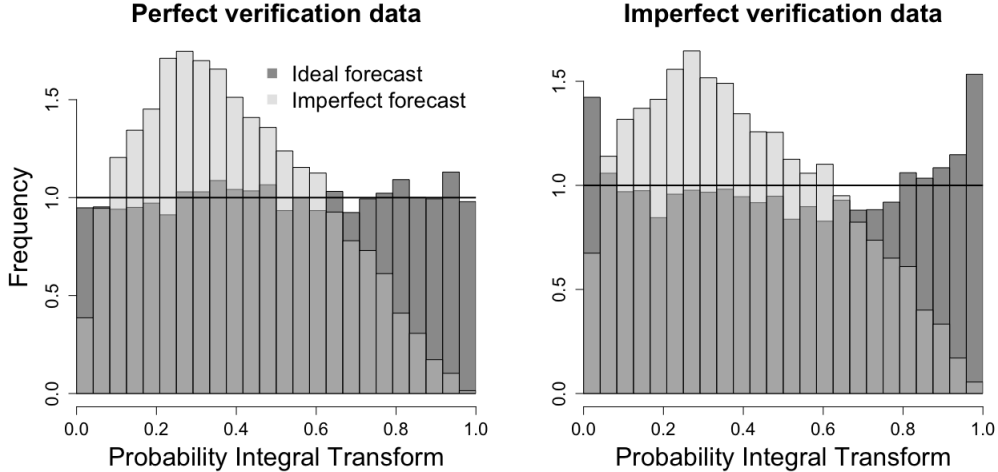 Perfect verification data
Imperfect verification data
Ideal forecast
Imperfect forecast
Frequency
0.0
0.5
1.0
1.5
0.0 0.2 0.4 0.6 0.8 1.0
Probability Integral Transform
0.0
0.5
1.0
1.5
0.0 0.2 0.4 0.6 0.8 1.0
Probability Integral Transform